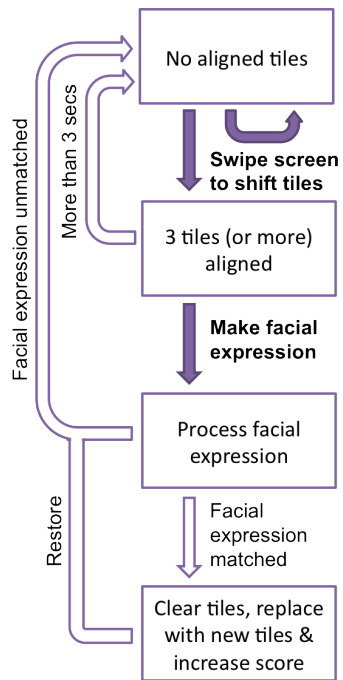 No aligned tiles
Swipe screen
to shift tiles
More than 3 secs
Facial expression unmatched
3 tiles (or more)
aligned
Make facial
expression
Process facial
expression
Facial
expression
matched
Restore
Clear tiles, replace
with new tiles &
increase score